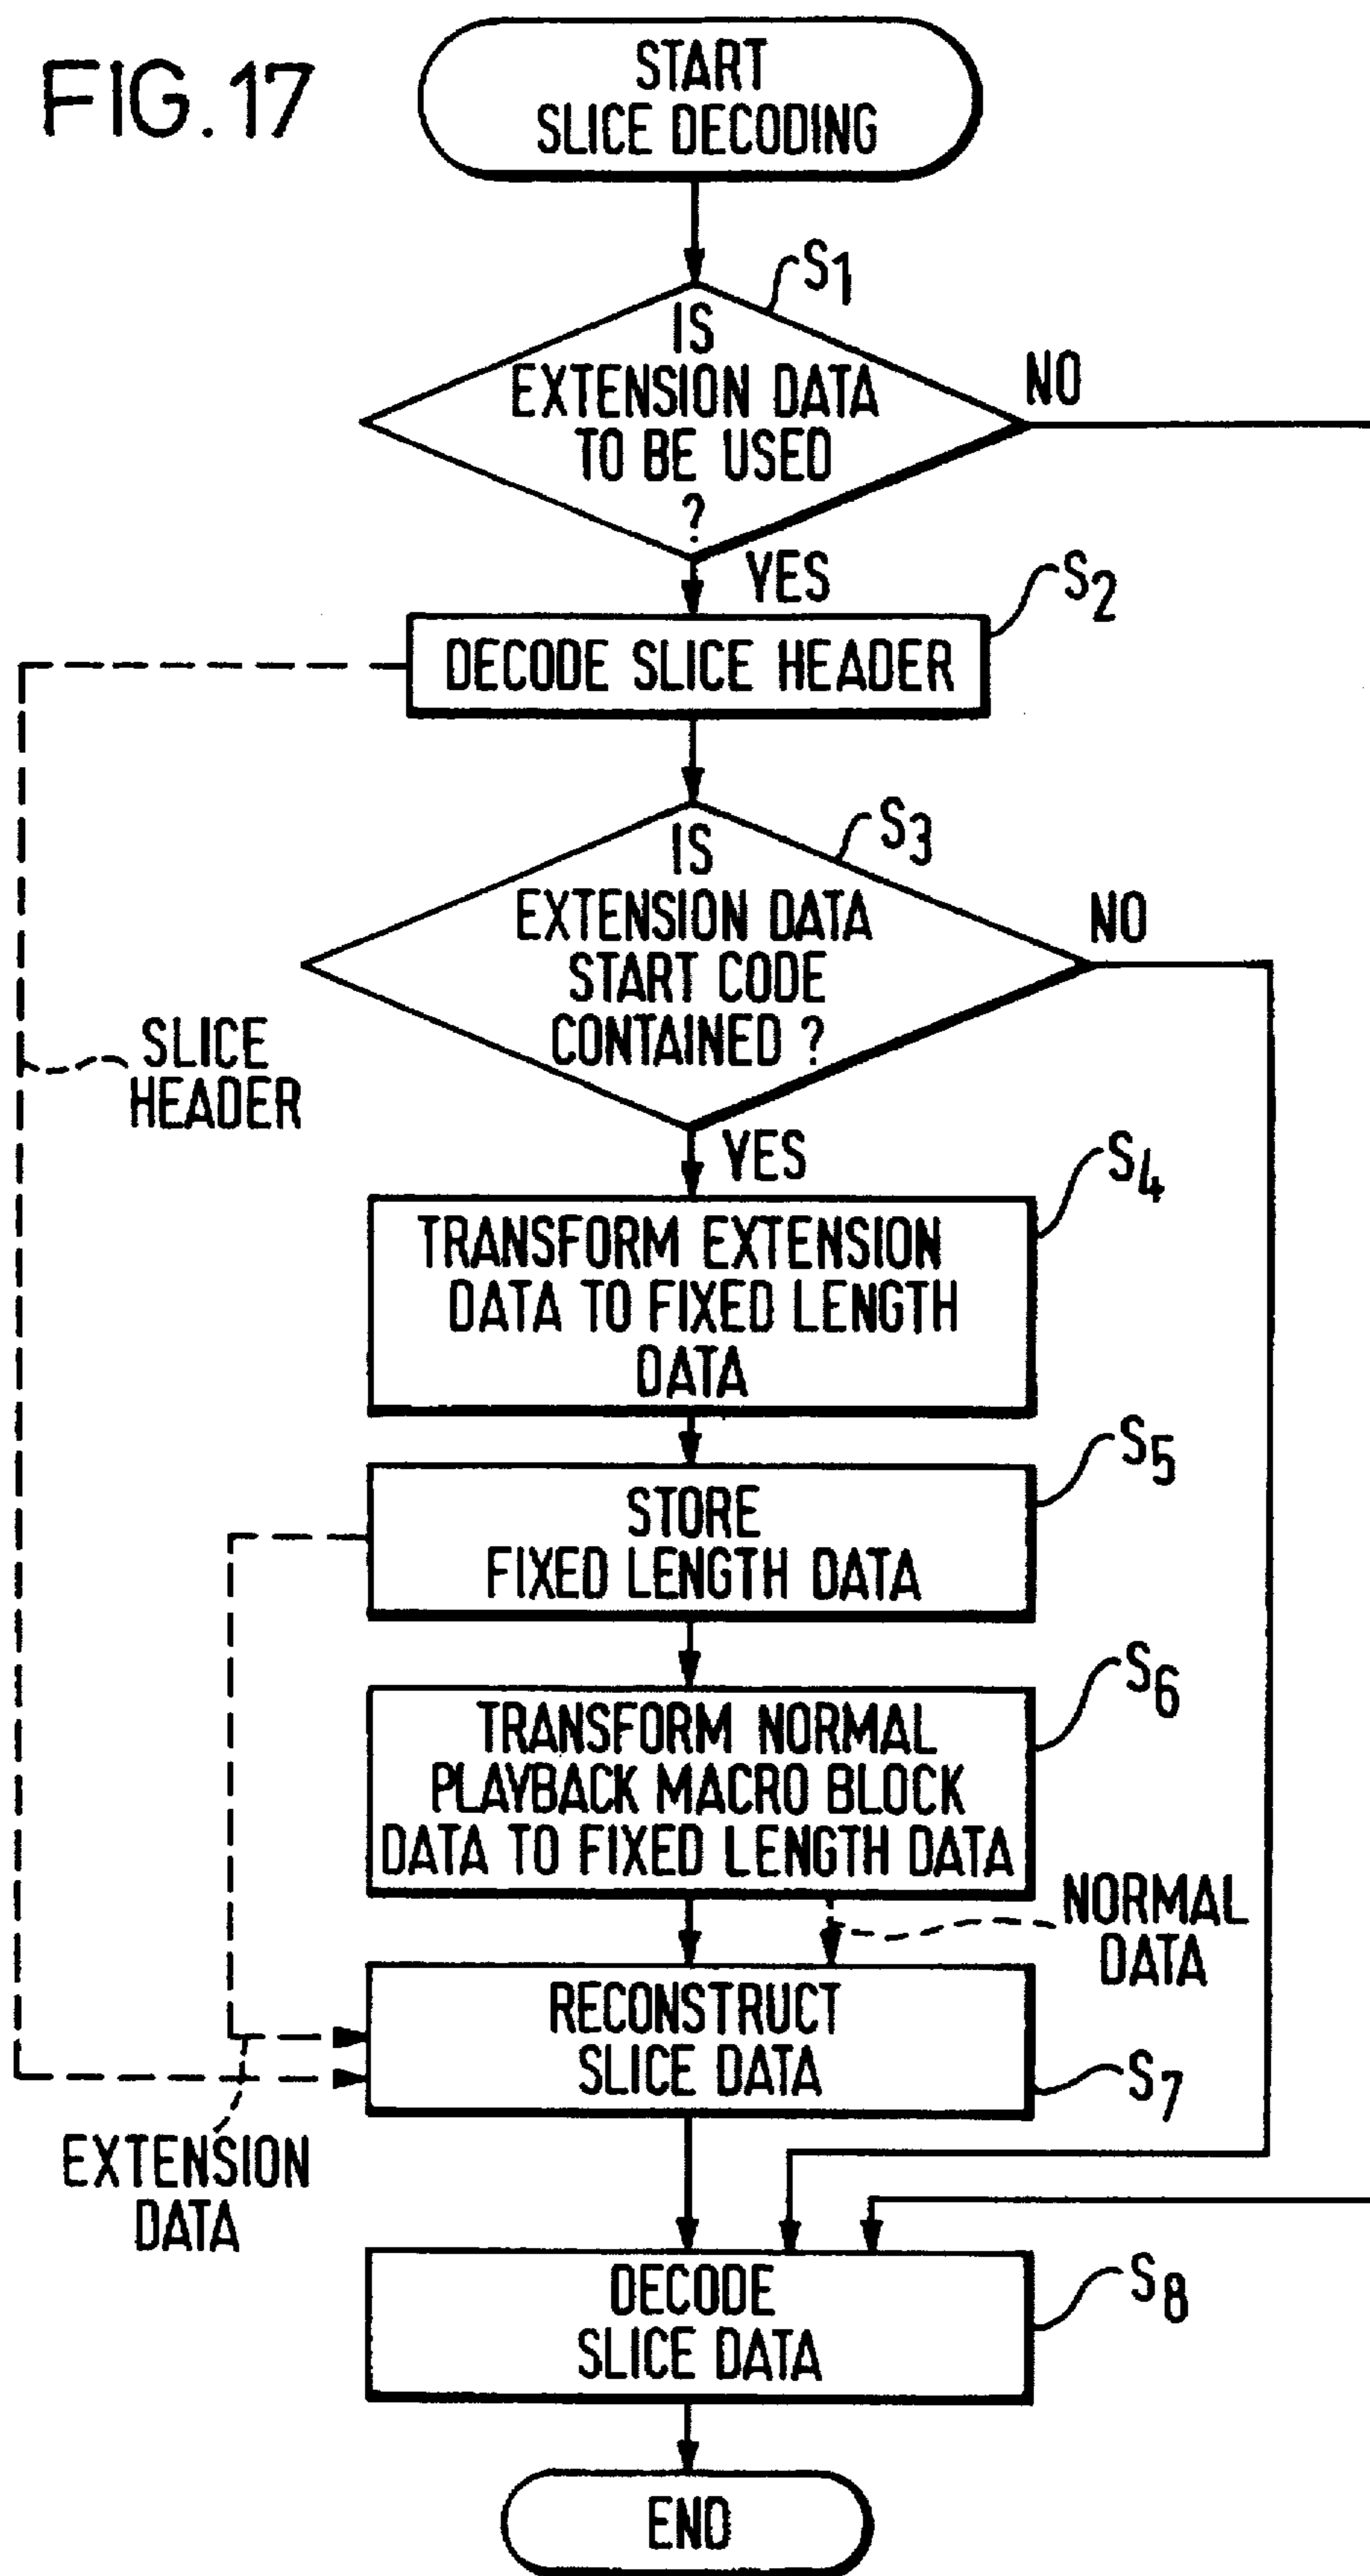 FIG. 17
START
SLICE DECODING
S1
IS
EXTENSION DATA
TO BE USED
?
NO
YES
S2
DECODE SLICE HEADER
S3
IS
EXTENSION DATA
START CODE
CONTAINED ?
NO
SLICE
HEADER
YES
S4
TRANSFORM EXTENSION
DATA TO FIXED LENGTH
DATA
S5
STORE
FIXED LENGTH DATA
S6
TRANSFORM NORMAL
PLAYBACK MACRO BLOCK
DATA TO FIXED LENGTH DATA
NORMAL
DATA
RECONSTRUCT
SLICE DATA
S7
EXTENSION
DATA
S8
DECODE
SLICE DATA
END